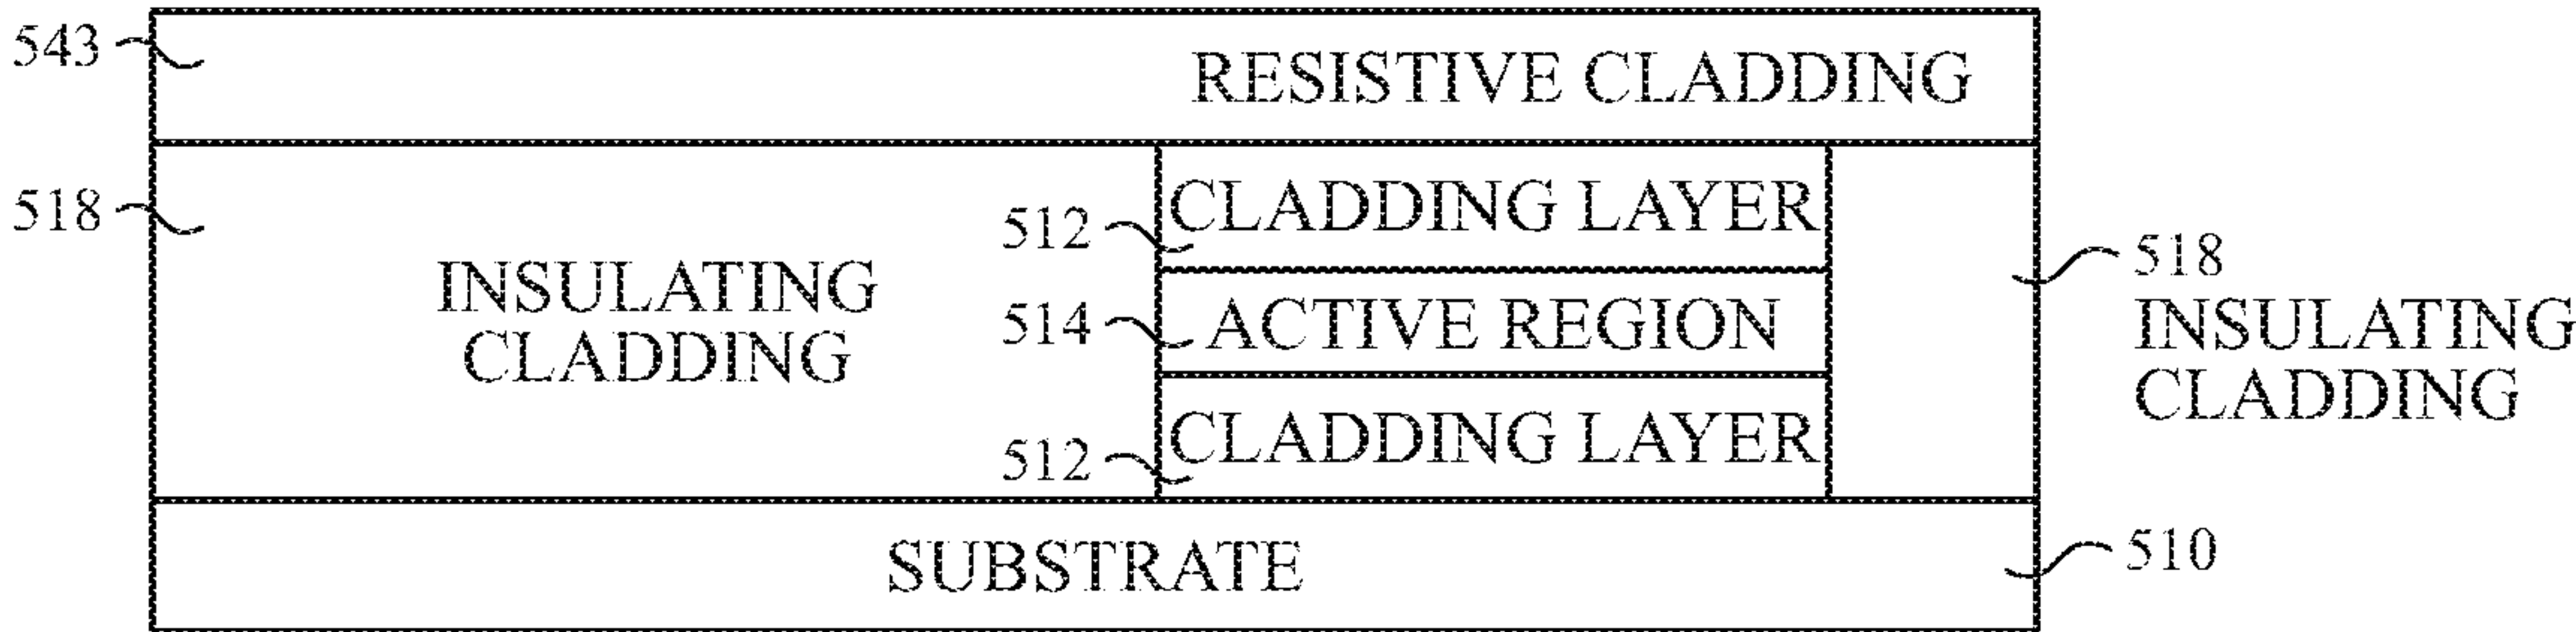 543
RESISTIVE CLADDING
518
INSULATING
CLADDING
512
CLADDING LAYER
514
ACTIVE REGION
512
CLADDING LAYER
518
INSULATING
CLADDING
SUBSTRATE
510